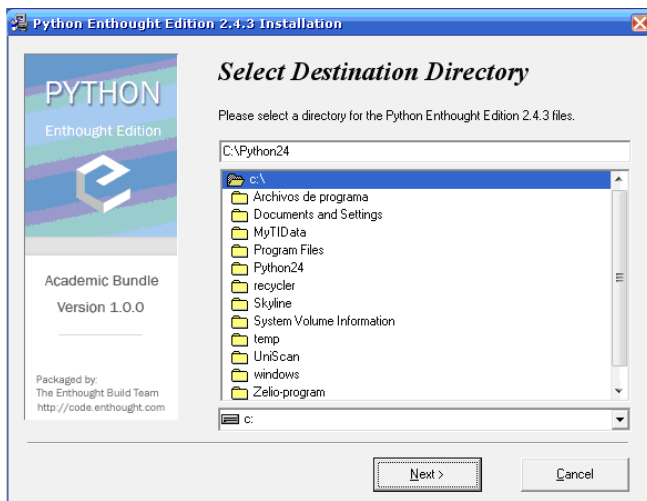 Python Enthought Edition 2.4.3 Installation
PYTHON
Enthought Edition
Academic Bundle
Version 1.0.0
Packaged by:
The Enthought Build Team
http://code.enthought.com
Select Destination Directory
Please select a directory for the Python Enthought Edition 2.4.3 files.
C:\Python24
c:\
Archivos de programa
Documents and Settings
MyTIData
Program Files
Python24
recycler
Skyline
System Volume Information
temp
UniScan
windows
Zelio-program
c:
Next >
Cancel